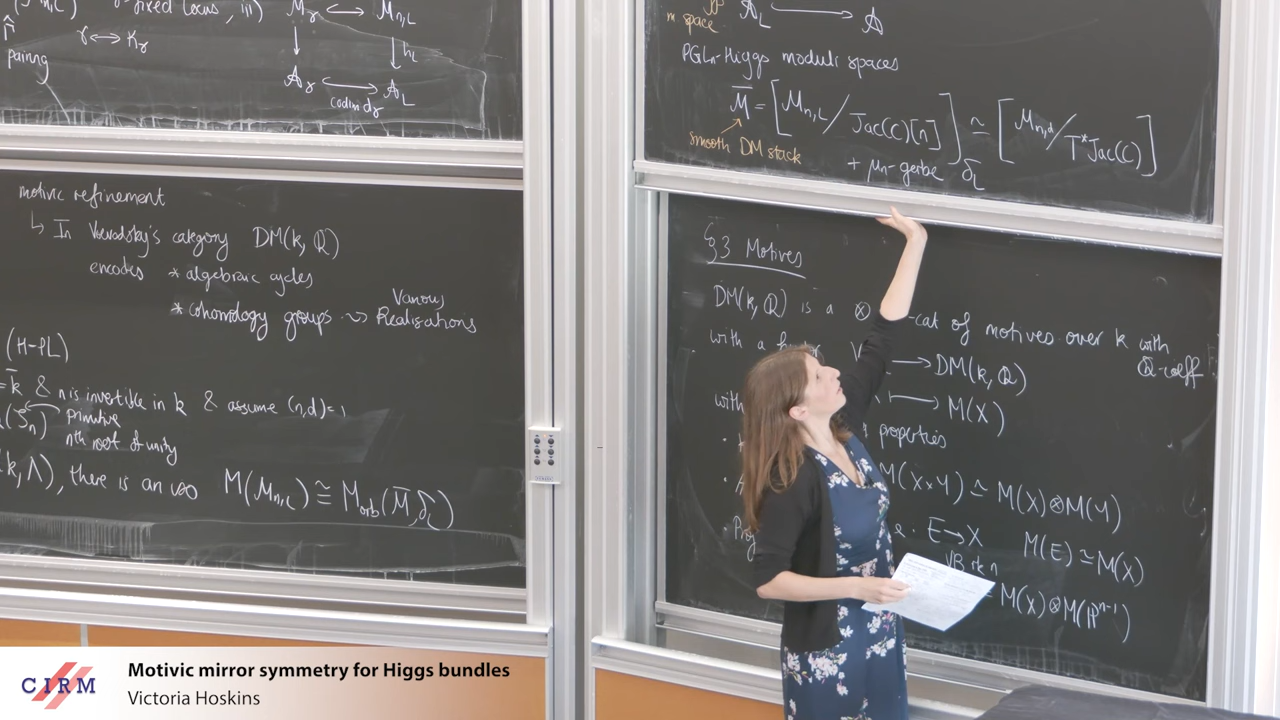 fixed locus, iii) M_γ ↔ M_{n,L}
γ ↔ K_γ
pairing
A_γ ↔ A_L
codim d_γ
h_L
motivic refinement
↳ In Voevodsky's category DM(k, Q)
encodes * algebraic cycles
* cohomology groups ⇝ Various Realisations
(H-PL)
= k̄ & n is invertible in k & assume (n,d)=1
primitive
nth root of unity
k, Λ), there is an iso M(M_{n,L}) ≅ M_orb(M̄, δ_L)
m space A_L → A
PGL_n-Higgs moduli spaces
M̄ = [M_{n,L} / Jac(C)[n]] ≃ [M_{n,d} / T*Jac(C)]
smooth DM stack
+ μ_n-gerbe δ_L
§3 Motives
DM(k, Q) is a ⊗ -cat of motives over k with
Q-coeff
with a → DM(k, Q)
with → M(X)
properties
M(X×Y) ≅ M(X)⊗M(Y)
E→X M(E) ≅ M(X)
VB rk n
M(X)⊗M(P^{n-1})
CIRM
Motivic mirror symmetry for Higgs bundles
Victoria Hoskins